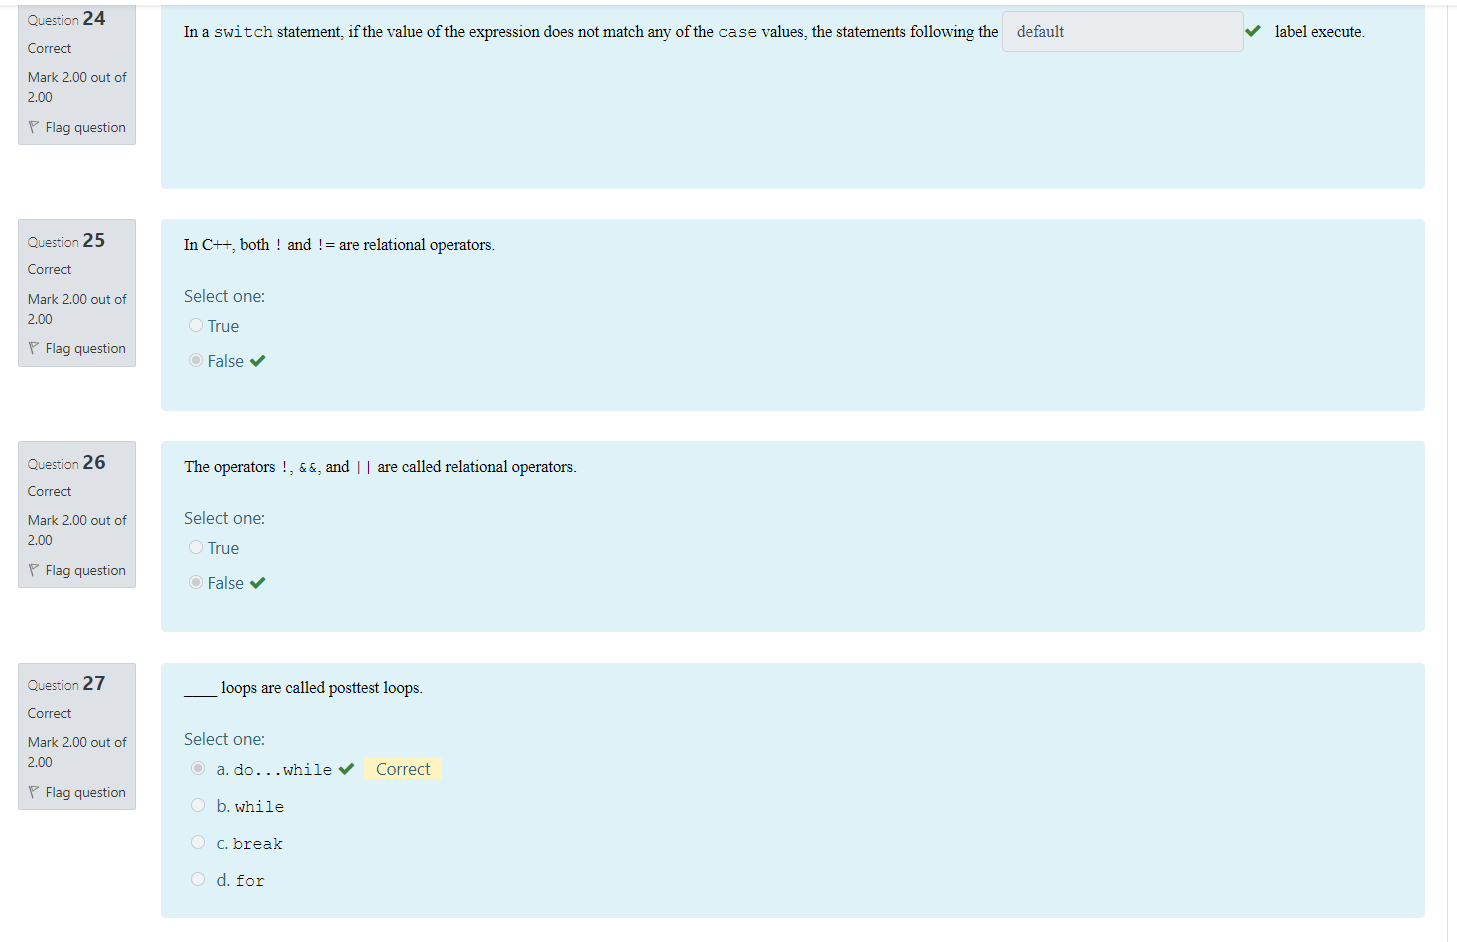 Question 24
Correct
Mark 2.00 out of
2.00
Flag question
In a switch statement, if the value of the expression does not match any of the case values, the statements following the default label execute.
Question 25
Correct
Mark 2.00 out of
2.00
Flag question
In C++, both ! and != are relational operators.
Select one:
True
False
Question 26
Correct
Mark 2.00 out of
2.00
Flag question
The operators !, &&, and || are called relational operators.
Select one:
True
False
Question 27
Correct
Mark 2.00 out of
2.00
Flag question
____ loops are called posttest loops.
Select one:
a. do...while Correct
b. while
c. break
d. for